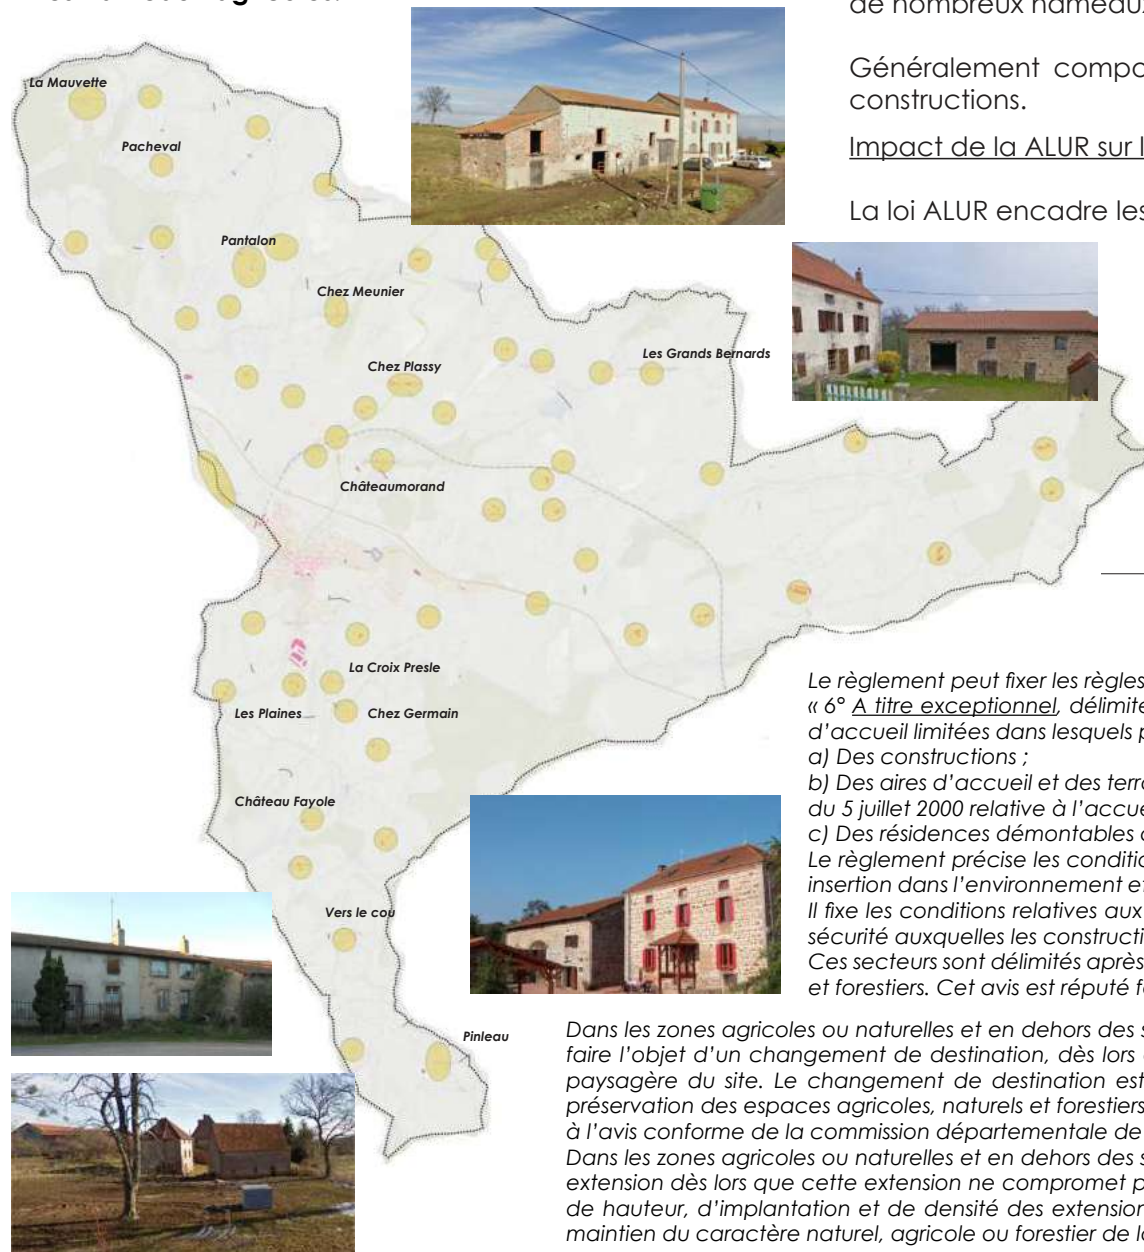 de nombreux hameaux
Généralement compo
constructions.
Impact de la ALUR sur l
La loi ALUR encadre les
La Mauvette
Pacheval
Pantalon
Chez Meunier
Les Grands Bernards
Chez Plassy
Châteaumorand
La Croix Presle
Les Plaines
Chez Germain
Château Fayole
Vers le cou
Pinleau
Le règlement peut fixer les règles
« 6° A titre exceptionnel, délimite
d'accueil limitées dans lesquels p
a) Des constructions ;
b) Des aires d'accueil et des terra
du 5 juillet 2000 relative à l'accue
c) Des résidences démontables
Le règlement précise les conditio
insertion dans l'environnement et
Il fixe les conditions relatives aux
sécurité auxquelles les constructi
Ces secteurs sont délimités après
et forestiers. Cet avis est réputé fa
Dans les zones agricoles ou naturelles et en dehors des s
faire l'objet d'un changement de destination, dès lors
paysagère du site. Le changement de destination est
préservation des espaces agricoles, naturels et forestiers
à l'avis conforme de la commission départementale de
Dans les zones agricoles ou naturelles et en dehors des s
extension dès lors que cette extension ne compromet p
de hauteur, d'implantation et de densité des extension
maintien du caractère naturel, agricole ou forestier de la